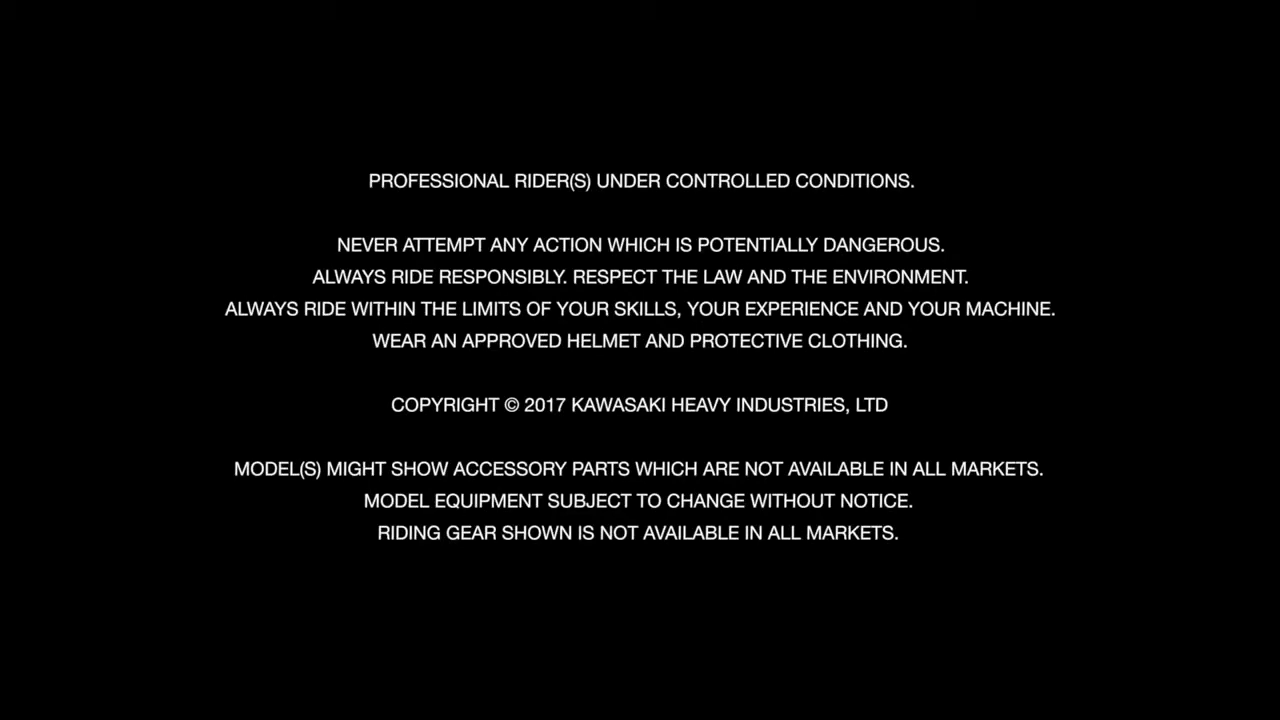 PROFESSIONAL RIDER(S) UNDER CONTROLLED CONDITIONS.
NEVER ATTEMPT ANY ACTION WHICH IS POTENTIALLY DANGEROUS.
ALWAYS RIDE RESPONSIBLY. RESPECT THE LAW AND THE ENVIRONMENT.
ALWAYS RIDE WITHIN THE LIMITS OF YOUR SKILLS, YOUR EXPERIENCE AND YOUR MACHINE.
WEAR AN APPROVED HELMET AND PROTECTIVE CLOTHING.
COPYRIGHT © 2017 KAWASAKI HEAVY INDUSTRIES, LTD
MODEL(S) MIGHT SHOW ACCESSORY PARTS WHICH ARE NOT AVAILABLE IN ALL MARKETS.
MODEL EQUIPMENT SUBJECT TO CHANGE WITHOUT NOTICE.
RIDING GEAR SHOWN IS NOT AVAILABLE IN ALL MARKETS.